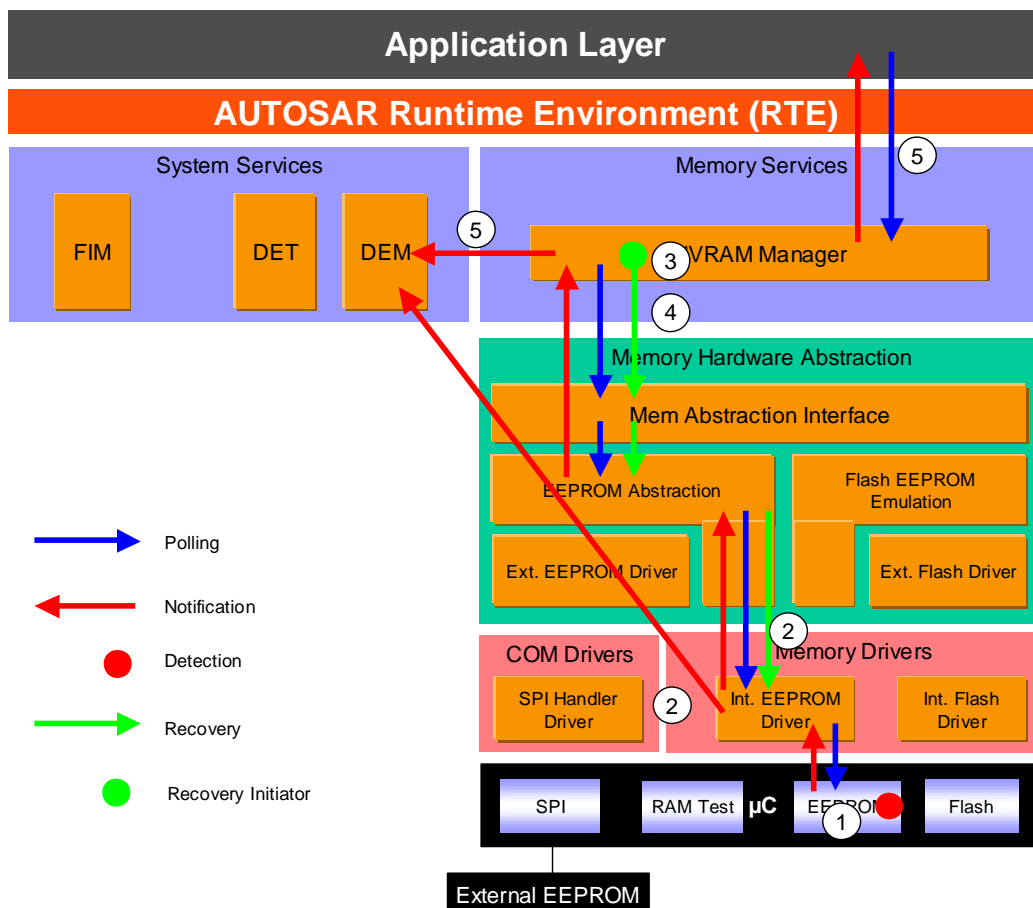 Application Layer
AUTOSAR Runtime Environment (RTE)
System Services
Memory Services
5
FIM
DET
DEM
5
3
VRAM Manager
4
Memory Hardware Abstraction
Mem Abstraction Interface
EEPROM Abstraction
Flash EEPROM
Emulation
Ext. EEPROM Driver
Ext. Flash Driver
Polling
Notification
Detection
Recovery
Recovery Initiator
2
COM Drivers
Memory Drivers
SPI Handler
Driver
2
Int. EEPROM
Driver
Int. Flash
Driver
SPI
RAM Test
µC
EEPROM
1
Flash
External EEPROM